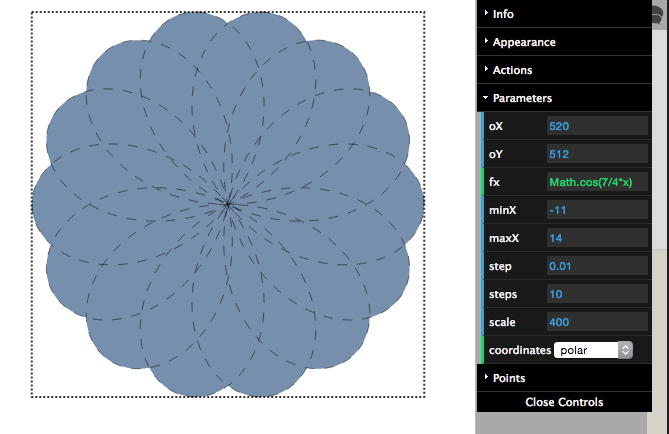 Info
Appearance
Actions
Parameters
oX 520
oY 512
fx Math.cos(7/4*x)
minX -11
maxX 14
step 0.01
steps 10
scale 400
coordinates polar
Points
Close Controls